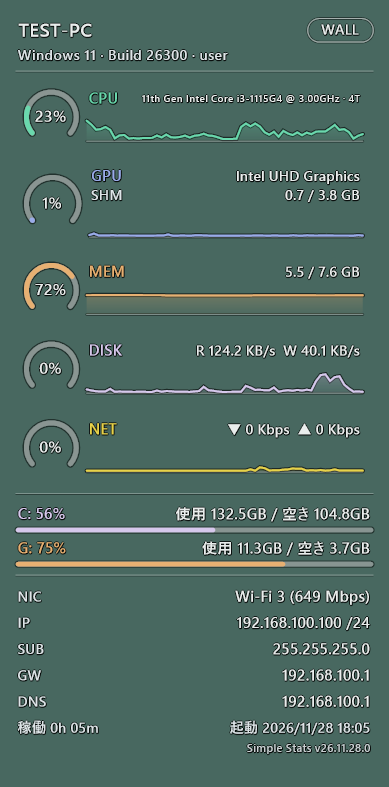 TEST-PC WALL
Windows 11 · Build 26300 · user
CPU 11th Gen Intel Core i3-1115G4 @ 3.00GHz · 4T
23%
GPU Intel UHD Graphics
SHM 0.7 / 3.8 GB
1%
MEM 5.5 / 7.6 GB
72%
DISK R 124.2 KB/s W 40.1 KB/s
0%
NET ▼ 0 Kbps ▲ 0 Kbps
0%
C: 56% 使用 132.5GB / 空き 104.8GB
G: 75% 使用 11.3GB / 空き 3.7GB
NIC Wi-Fi 3 (649 Mbps)
IP 192.168.100.100 /24
SUB 255.255.255.0
GW 192.168.100.1
DNS 192.168.100.1
稼働 0h 05m 起動 2026/11/28 18:05
Simple Stats v26.11.28.0